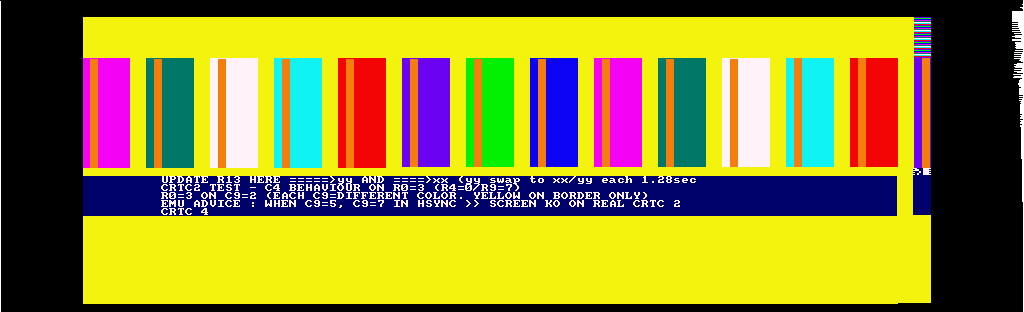 UPDATE R13 HERE =====>yy AND ====>xx (yy swap to xx/yy each 1.28sec
CRTC2 TEST - C4 BEHAVIOUR ON R0=3 (R4=0/R9=7)
R0=3 ON C9=2 (EACH C9=DIFFERENT COLOR. YELLOW ON BORDER ONLY)
EMU ADVICE : WHEN C9=5, C9=7 IN HSYNC >> SCREEN KO ON REAL CRTC 2
CRTC 4